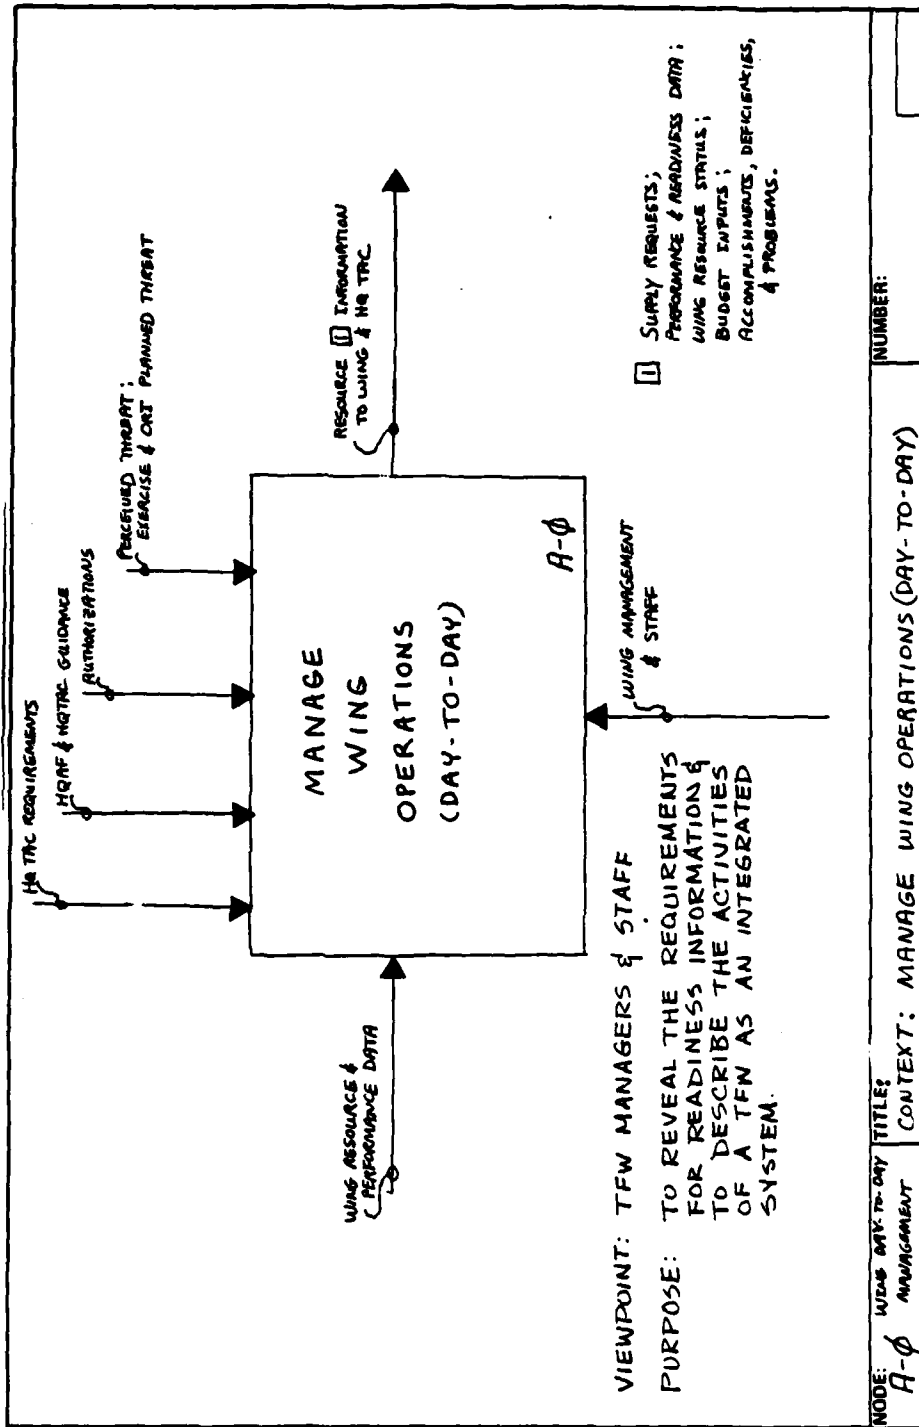 HQ TAC REQUIREMENTS
HQAF & HQTAC GUIDANCE
AUTHORIZATIONS
PERCEIVED THREAT;
EXERCISE & ORI PLANNED THREAT
WING RESOURCE &
PERFORMANCE DATA
MANAGE
WING
OPERATIONS
(DAY-TO-DAY)
A-0
RESOURCE 1 INFORMATION
TO WING & HQ TAC
WING MANAGEMENT
& STAFF
1 SUPPLY REQUESTS;
PERFORMANCE & READINESS DATA;
WING RESOURCE STATUS;
BUDGET INPUTS;
ACCOMPLISHMENTS, DEFICIENCIES,
& PROBLEMS.
VIEWPOINT: TFW MANAGERS & STAFF
PURPOSE: TO REVEAL THE REQUIREMENTS
FOR READINESS INFORMATION &
TO DESCRIBE THE ACTIVITIES
OF A TFW AS AN INTEGRATED
SYSTEM.
NODE: WING DAY-TO-DAY
A-0 MANAGEMENT
TITLE:
CONTEXT: MANAGE WING OPERATIONS (DAY-TO-DAY)
NUMBER: